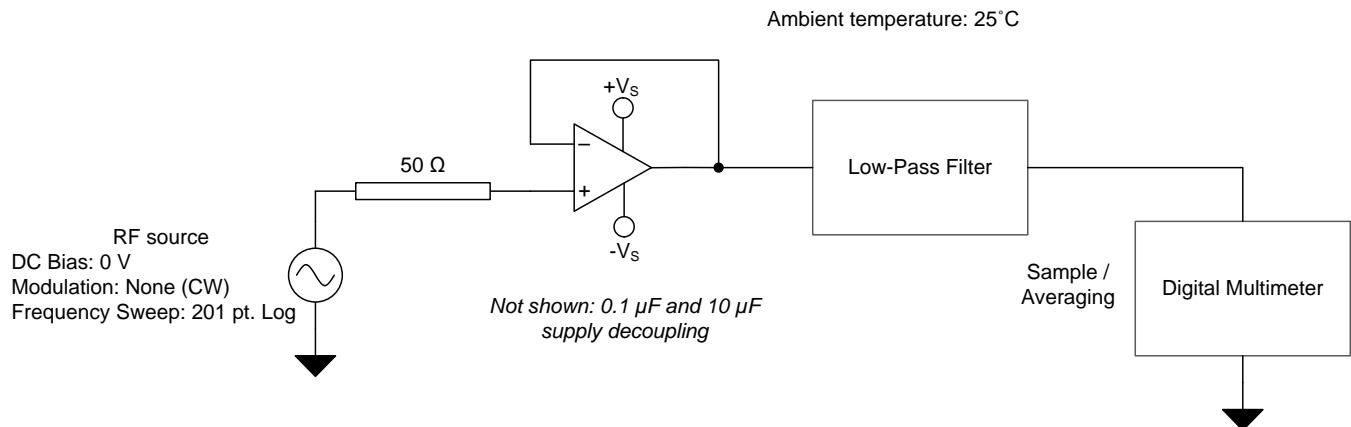 Ambient temperature: 25˚C
+VS
−
50 Ω
+
Low-Pass Filter
-VS
RF source
DC Bias: 0 V
Modulation: None (CW)
Frequency Sweep: 201 pt. Log
Not shown: 0.1 µF and 10 µF
supply decoupling
Sample /
Averaging
Digital Multimeter